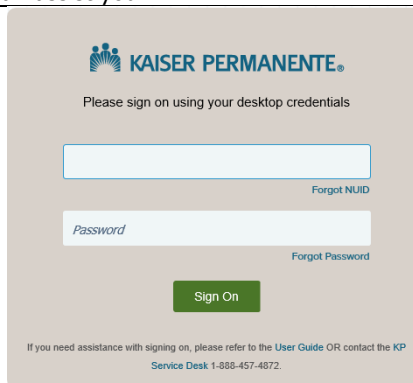 KAISER PERMANENTE®
Please sign on using your desktop credentials
Forgot NUID
Password
Forgot Password
Sign On
If you need assistance with signing on, please refer to the User Guide OR contact the KP
Service Desk 1-888-457-4872.